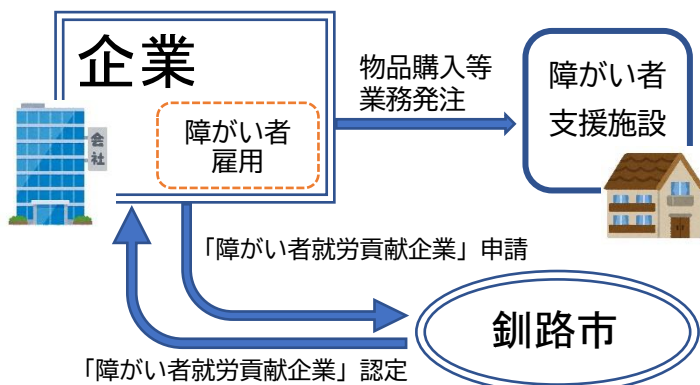 企業
障がい者
雇用
会社
物品購入等
業務発注
障がい者
支援施設
「障がい者就労貢献企業」申請
釧路市
「障がい者就労貢献企業」認定